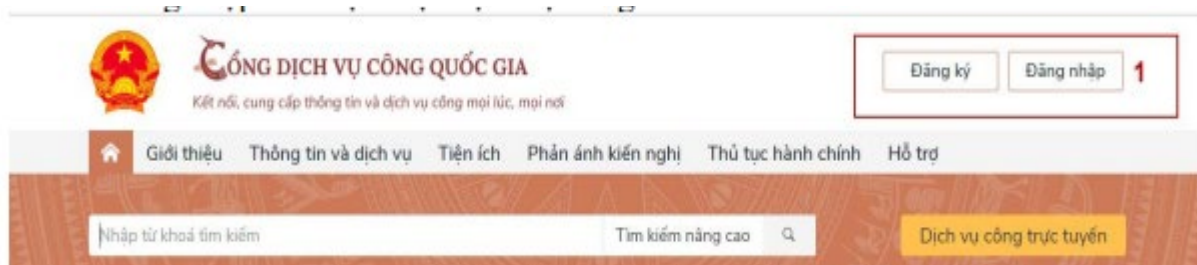 CỔNG DỊCH VỤ CÔNG QUỐC GIA
Kết nối, cung cấp thông tin và dịch vụ công mọi lúc, mọi nơi
Đăng ký Đăng nhập 1
Giới thiệu Thông tin và dịch vụ Tiện ích Phản ánh kiến nghị Thủ tục hành chính Hỗ trợ
Nhập từ khoá tìm kiếm Tìm kiếm nâng cao Dịch vụ công trực tuyến